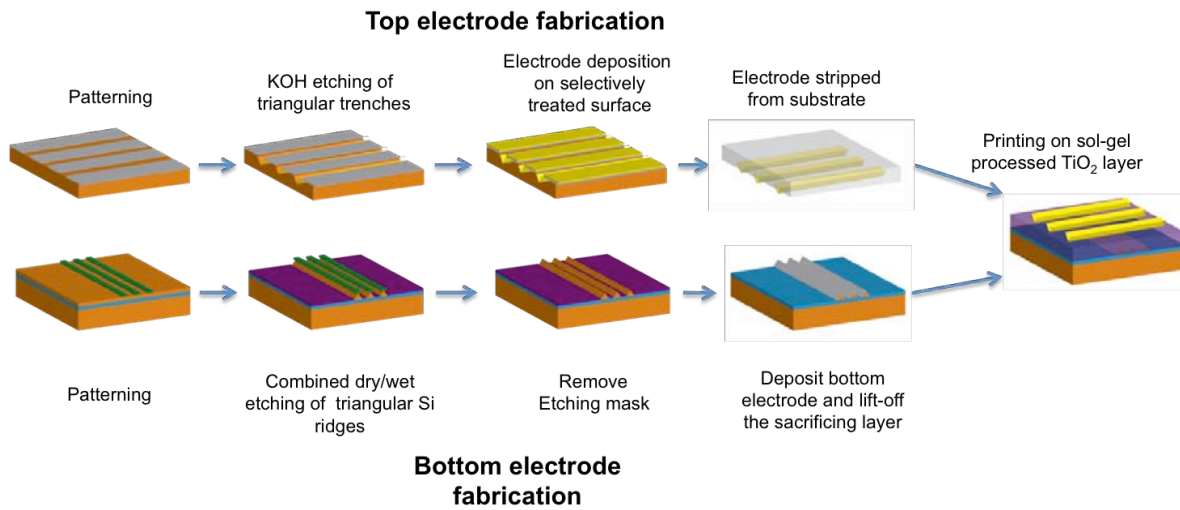 Top electrode fabrication
Patterning
KOH etching of
triangular trenches
Electrode deposition
on selectively
treated surface
Electrode stripped
from substrate
Printing on sol-gel
processed TiO₂ layer
Patterning
Combined dry/wet
etching of triangular Si
ridges
Remove
Etching mask
Deposit bottom
electrode and lift-off
the sacrificing layer
Bottom electrode
fabrication